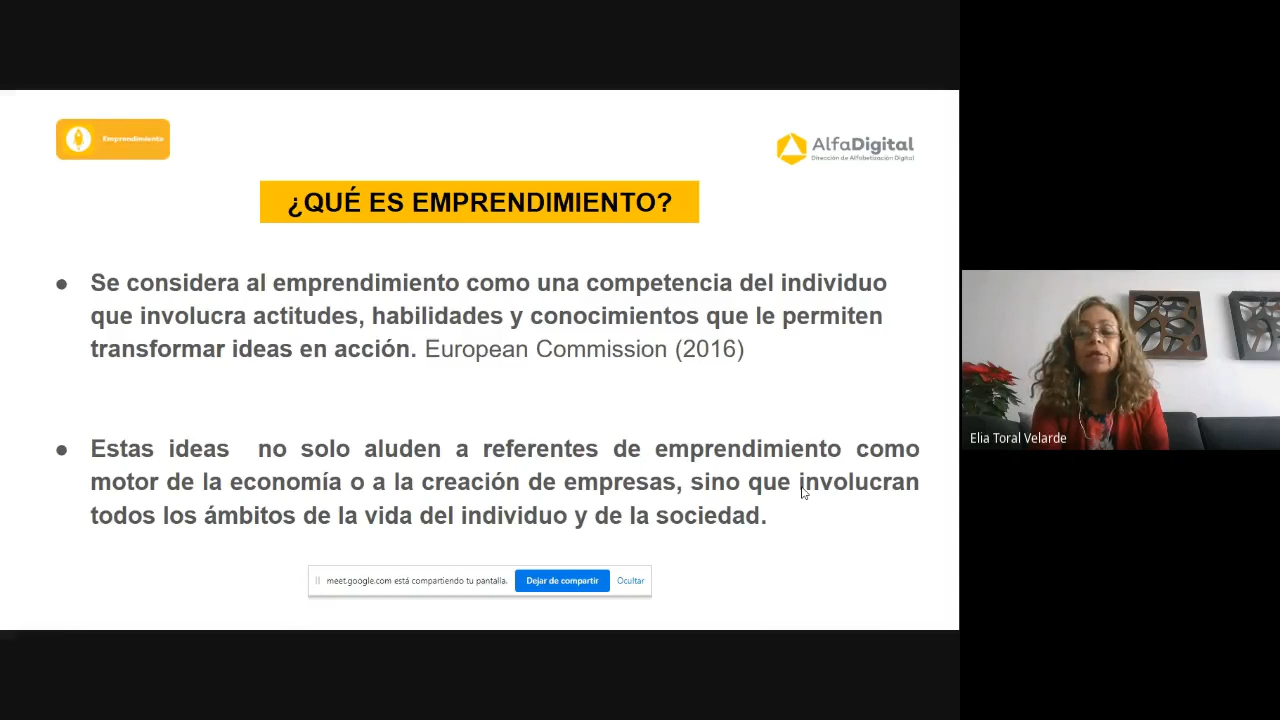 Emprendimiento
AlfaDigital
Dirección de Alfabetización Digital
¿QUÉ ES EMPRENDIMIENTO?
● Se considera al emprendimiento como una competencia del individuo
que involucra actitudes, habilidades y conocimientos que le permiten
transformar ideas en acción. European Commission (2016)
● Estas ideas no solo aluden a referentes de emprendimiento como
motor de la economía o a la creación de empresas, sino que involucran
todos los ámbitos de la vida del individuo y de la sociedad.
meet.google.com está compartiendo tu pantalla. Dejar de compartir Ocultar
Elia Toral Velarde